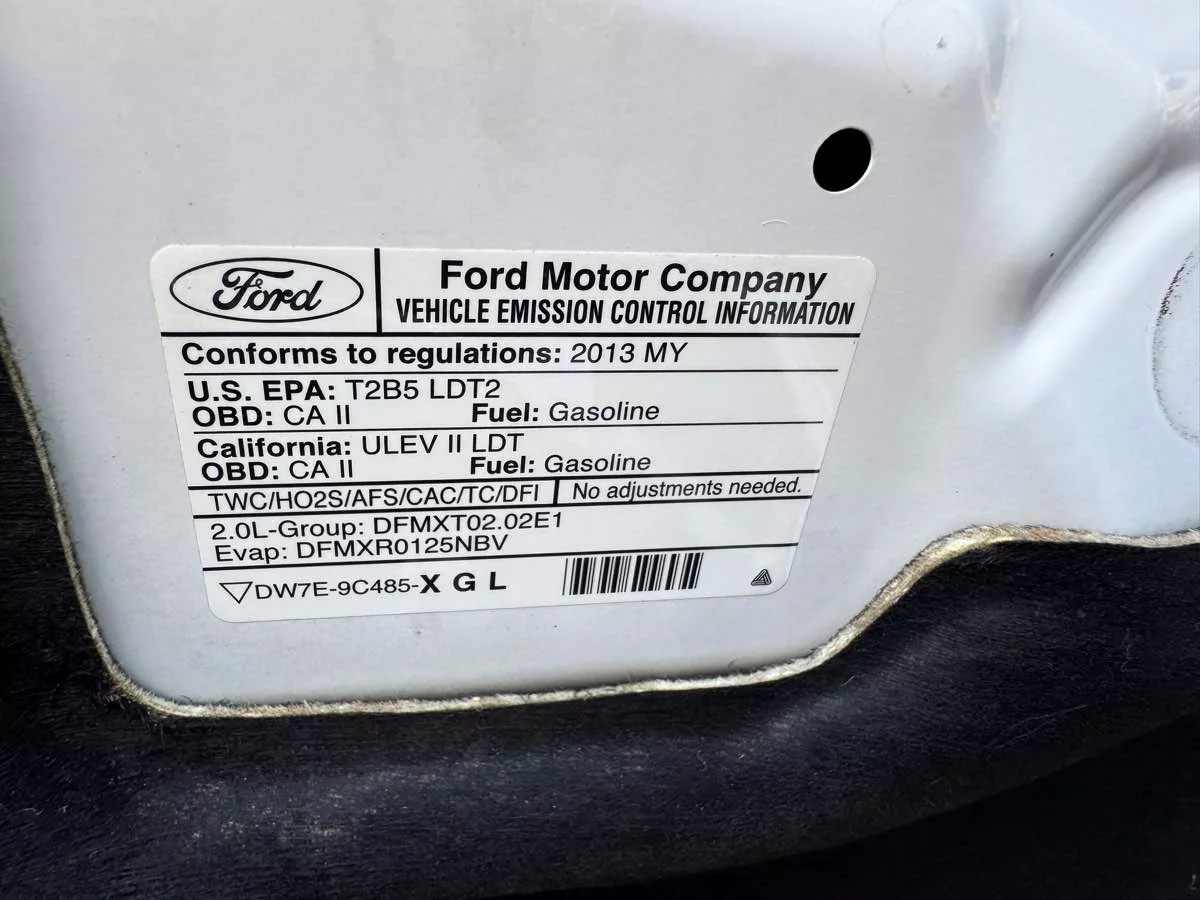 Ford
Ford Motor Company
VEHICLE EMISSION CONTROL INFORMATION
Conforms to regulations: 2013 MY
U.S. EPA: T2B5 LDT2
OBD: CA II Fuel: Gasoline
California: ULEV II LDT
OBD: CA II Fuel: Gasoline
TWC/HO2S/AFS/CAC/TC/DFI No adjustments needed.
2.0L-Group: DFMXT02.02E1
Evap: DFMXR0125NBV
DW7E-9C485-X G L